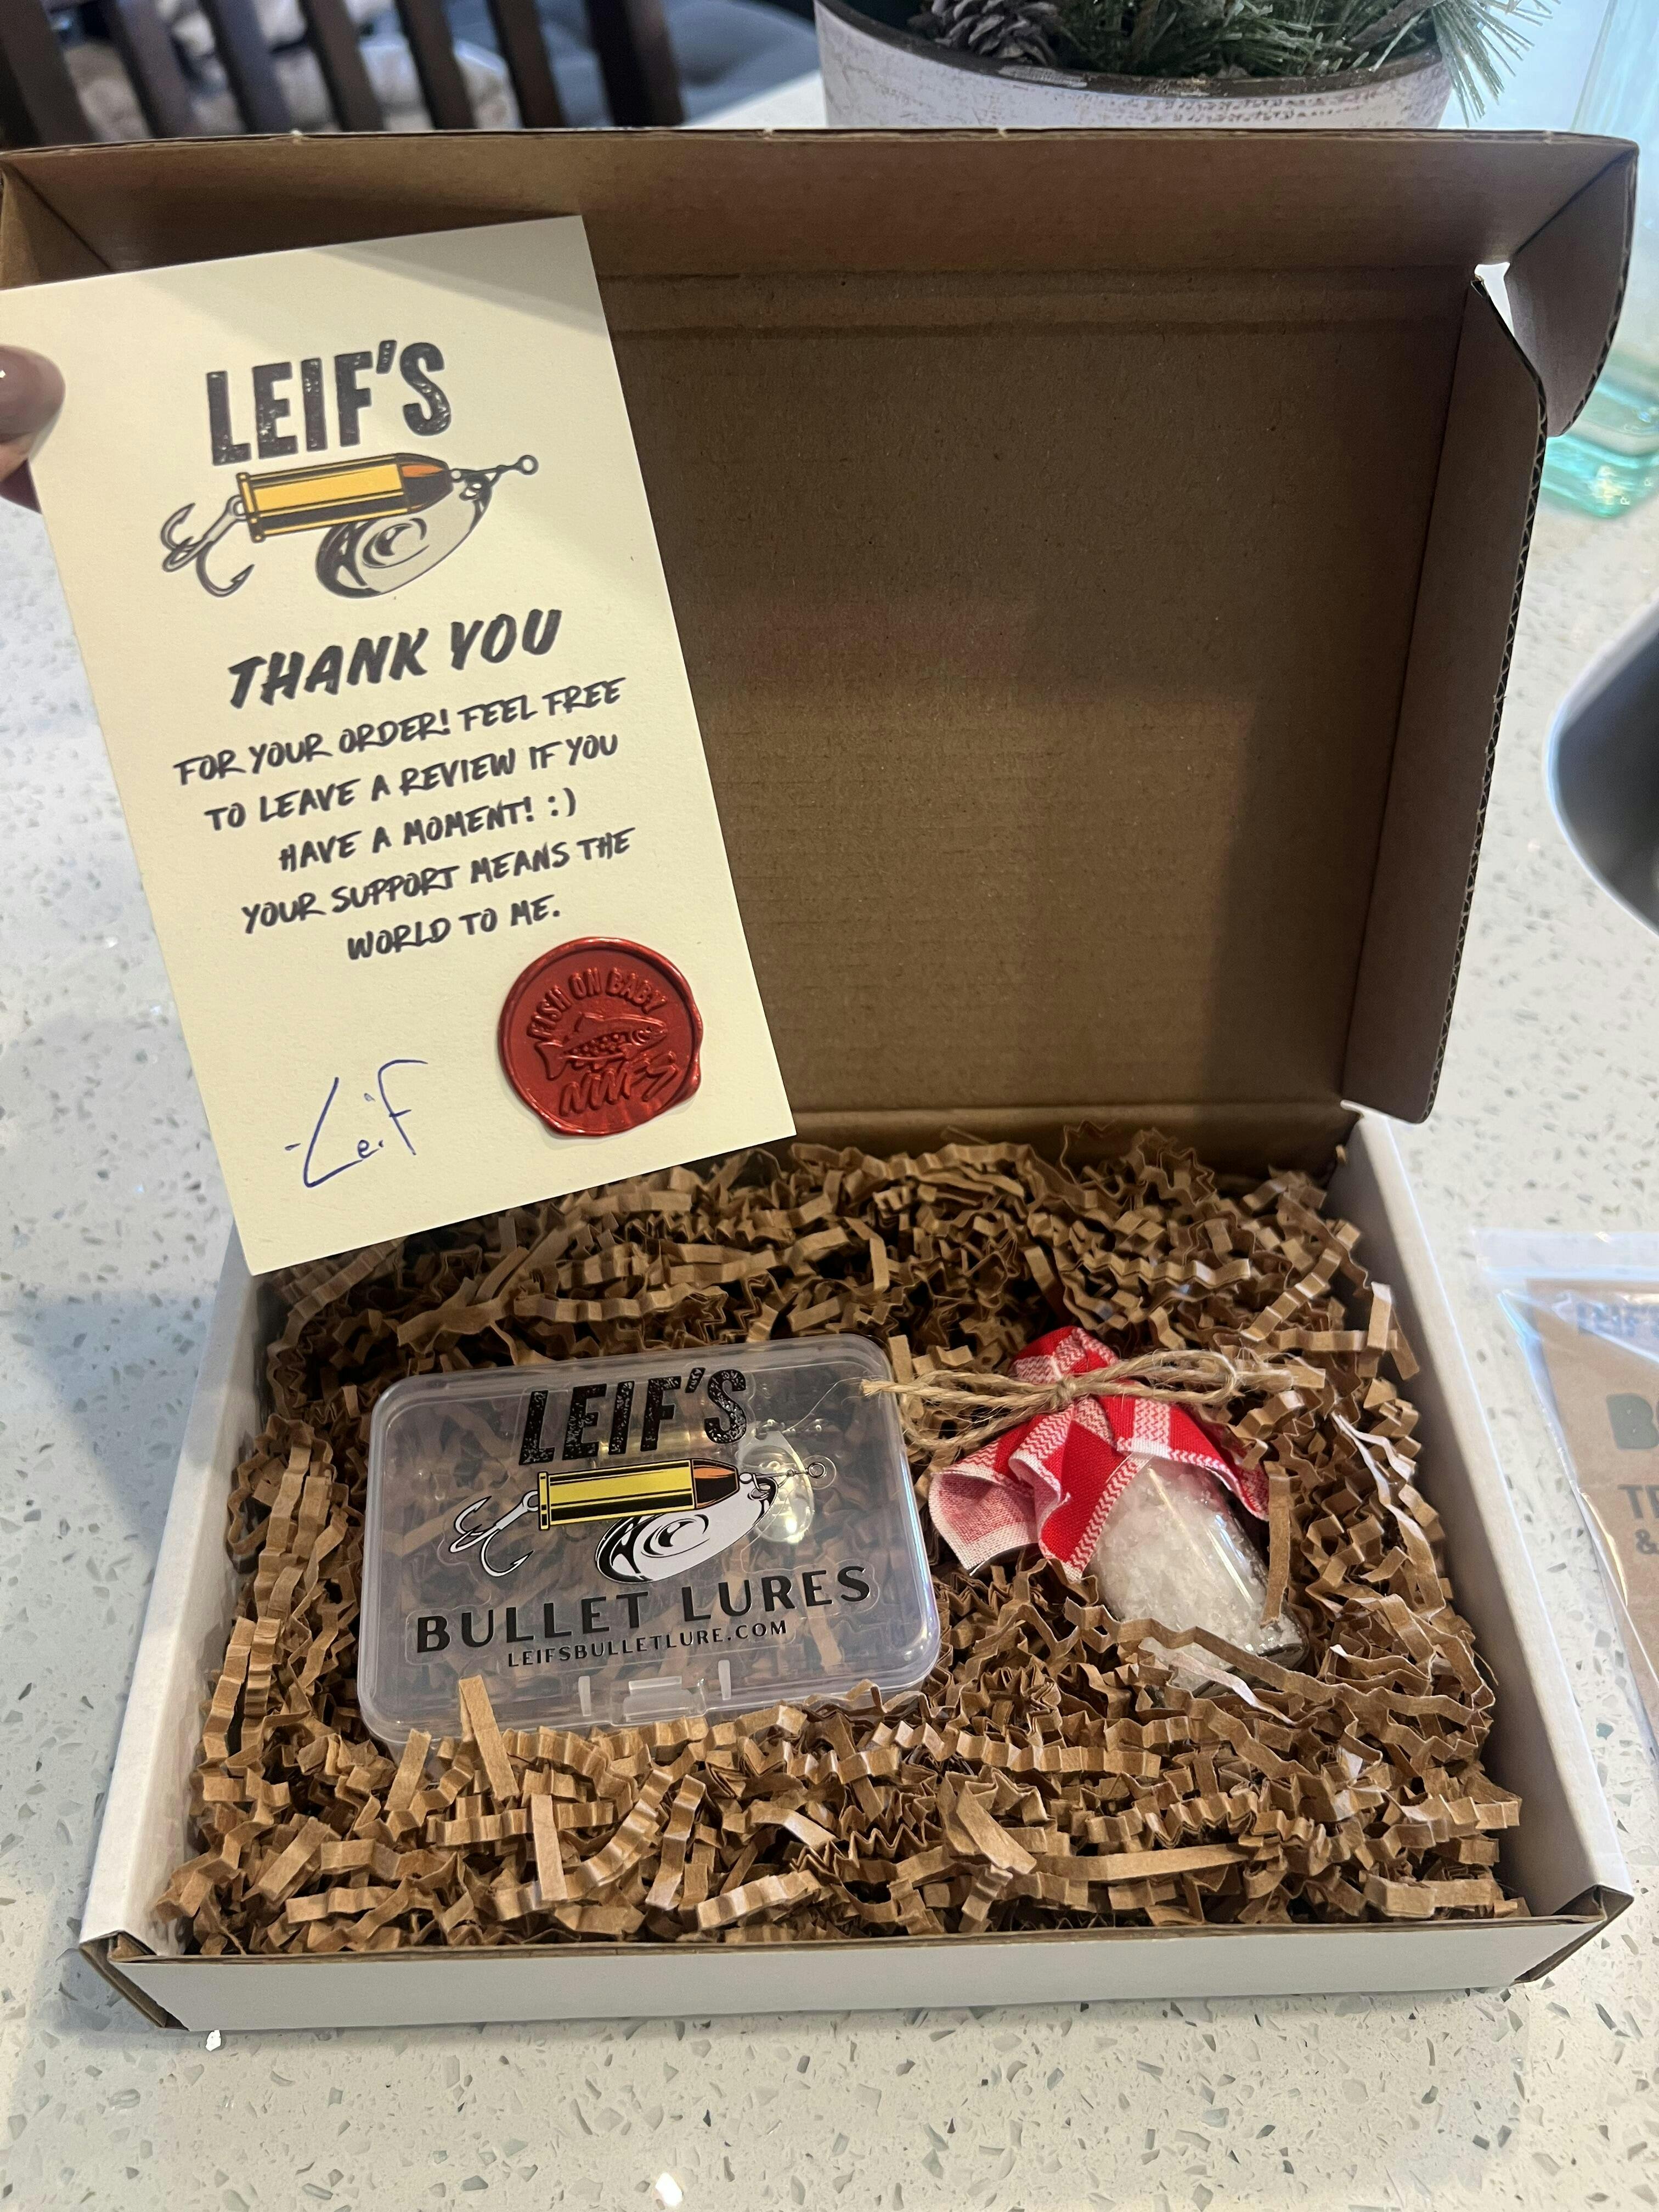 LEIF'S
THANK YOU
FOR YOUR ORDER! FEEL FREE
TO LEAVE A REVIEW IF YOU
HAVE A MOMENT! :)
YOUR SUPPORT MEANS THE
WORLD TO ME.
FISH ON BABY
NWFS
-Leif
LEIF'S
BULLET LURES
LEIFSBULLETLURE.COM